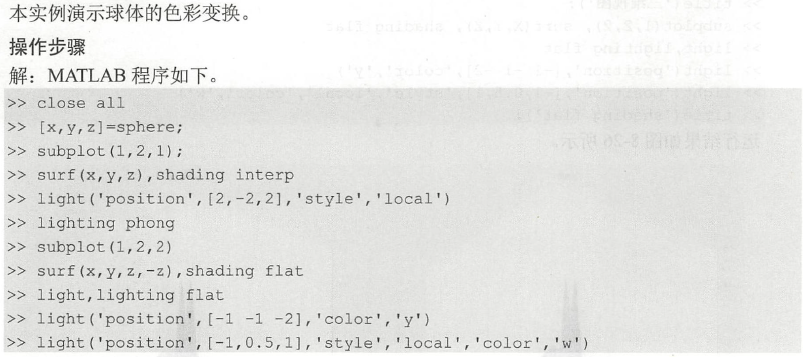 本实例演示球体的色彩变换。
操作步骤
解：MATLAB 程序如下。
>> close all
>> [x,y,z]=sphere;
>> subplot(1,2,1);
>> surf(x,y,z),shading interp
>> light('position',[2,-2,2],'style','local')
>> lighting phong
>> subplot(1,2,2)
>> surf(x,y,z,-z),shading flat
>> light,lighting flat
>> light('position',[-1 -1 -2],'color','y')
>> light('position',[-1,0.5,1],'style','local','color','w')